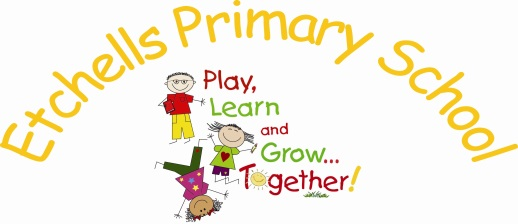 Etchells Primary School
Play,
Learn
and
Grow...
Together!